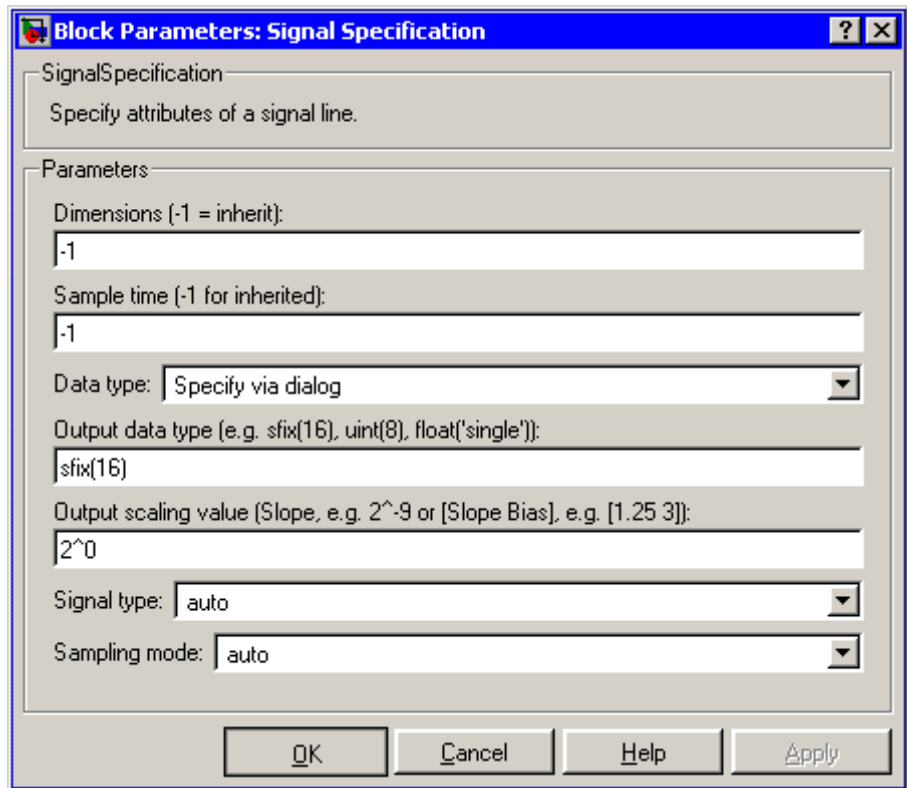 Block Parameters: Signal Specification
SignalSpecification
Specify attributes of a signal line.
Parameters
Dimensions (-1 = inherit):
-1
Sample time (-1 for inherited):
-1
Data type: Specify via dialog
Output data type (e.g. sfix(16), uint(8), float('single')):
sfix(16)
Output scaling value (Slope, e.g. 2^-9 or [Slope Bias], e.g. [1.25 3]):
2^0
Signal type: auto
Sampling mode: auto
OK Cancel Help Apply